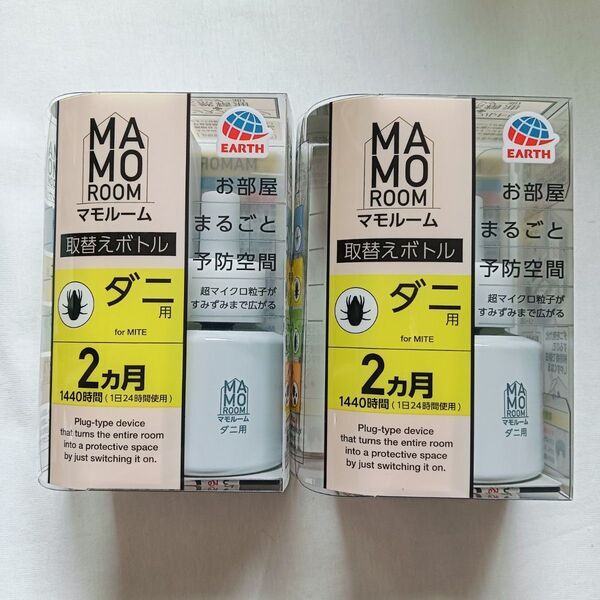 MA
MO
ROOM
マモルーム
取替えボトル
ダニ用
for MITE
2ヵ月
1440時間(1日24時間使用)
Plug-type device
that turns the entire room
into a protective space
by just switching it on.
EARTH
お部屋
まるごと
予防空間
超マイクロ粒子が
すみずみまで広がる
MA
MO
ROOM
マモルーム
ダニ用
MA
MO
ROOM
マモルーム
取替えボトル
ダニ用
for MITE
2ヵ月
1440時間(1日24時間使用)
Plug-type device
that turns the entire room
into a protective space
by just switching it on.
EARTH
お部屋
まるごと
予防空間
超マイクロ粒子が
すみずみまで広がる
MA
MO
ROOM
マモルーム
ダニ用